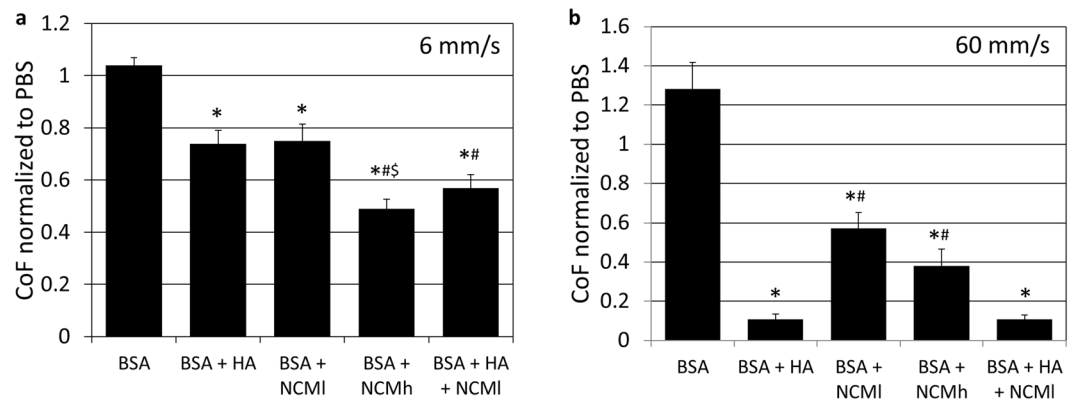 a
6 mm/s
CoF normalized to PBS
1.2
1
0.8
0.6
0.4
0.2
0
*
*
*#$
*#
BSA
BSA + HA
BSA +
NCMl
BSA +
NCMh
BSA + HA
+ NCMl
b
60 mm/s
CoF normalized to PBS
1.6
1.4
1.2
1
0.8
0.6
0.4
0.2
0
*
*#
*#
*
BSA
BSA + HA
BSA +
NCMl
BSA +
NCMh
BSA + HA
+ NCMl